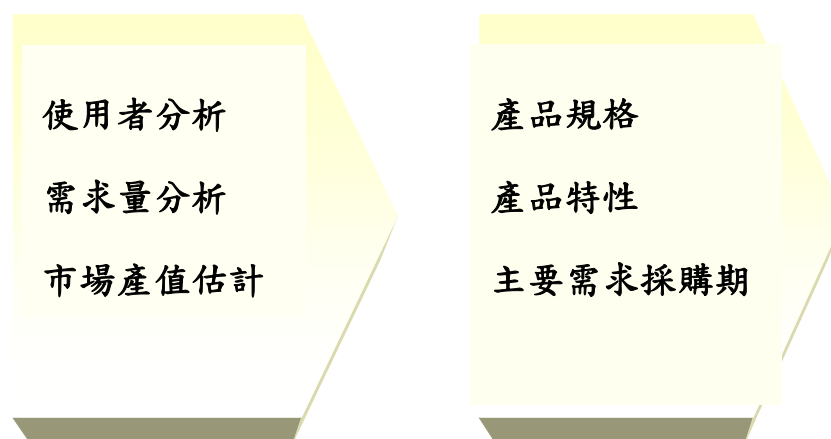 使用者分析
需求量分析
市場產值估計
產品規格
產品特性
主要需求採購期